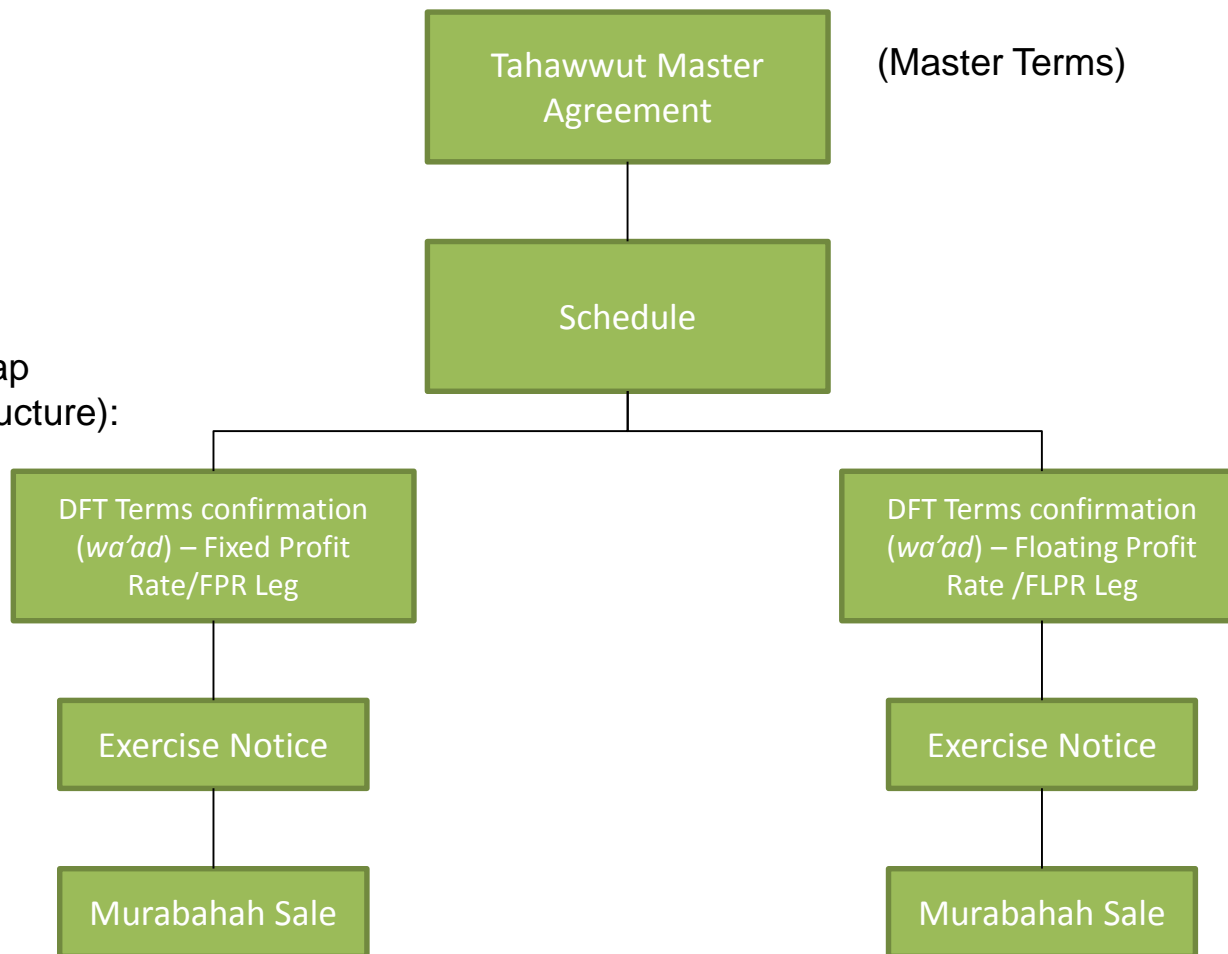 Tahawwut Master
Agreement
(Master Terms)
Schedule
ap
ucture):
DFT Terms confirmation
(wa’ad) – Fixed Profit
Rate/FPR Leg
DFT Terms confirmation
(wa’ad) – Floating Profit
Rate /FLPR Leg
Exercise Notice
Exercise Notice
Murabahah Sale
Murabahah Sale